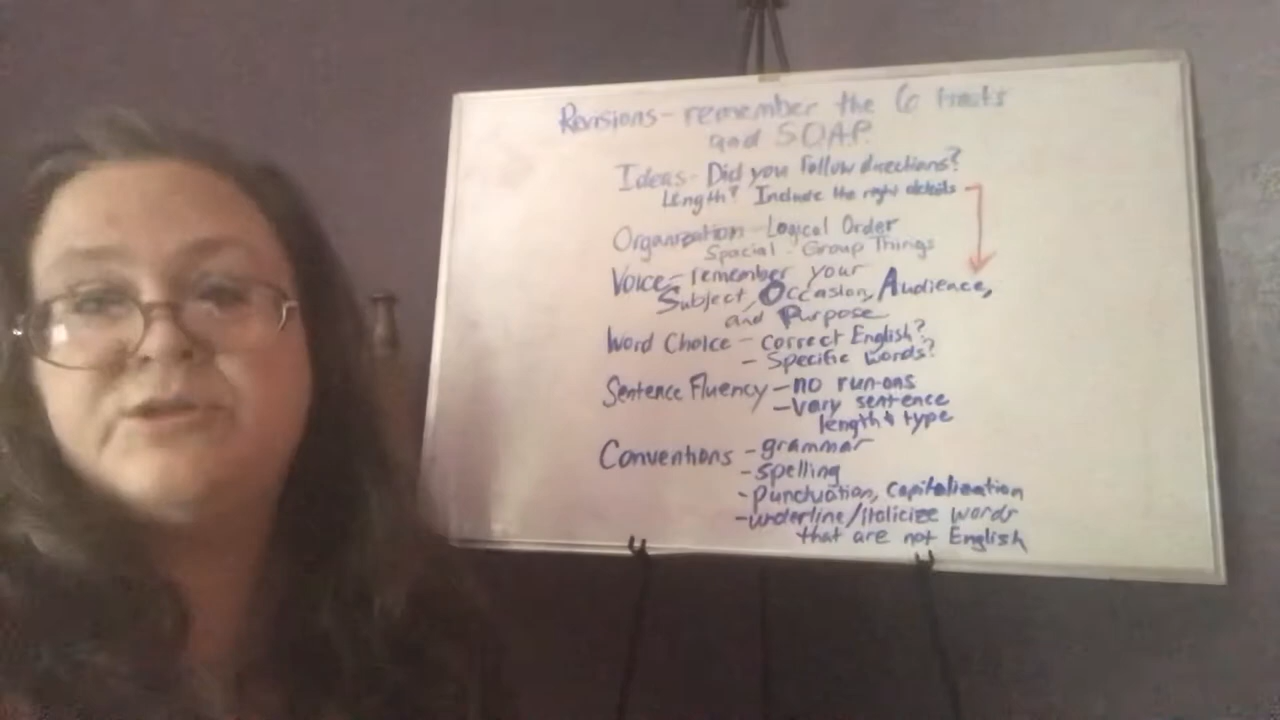 Revisions - remember the 6 traits
and S.O.A.P.
Ideas - Did you follow directions?
Length? Include the right details
Organization - Logical Order
Spacial - Group Things
Voice - remember your
Subject, Occasion, Audience,
and Purpose
Word Choice - correct English?
- Specific words?
Sentence Fluency - no run-ons
- Vary sentence
length & type
Conventions - grammar
- spelling
- punctuation, capitalization
- underline/italicize words
that are not English